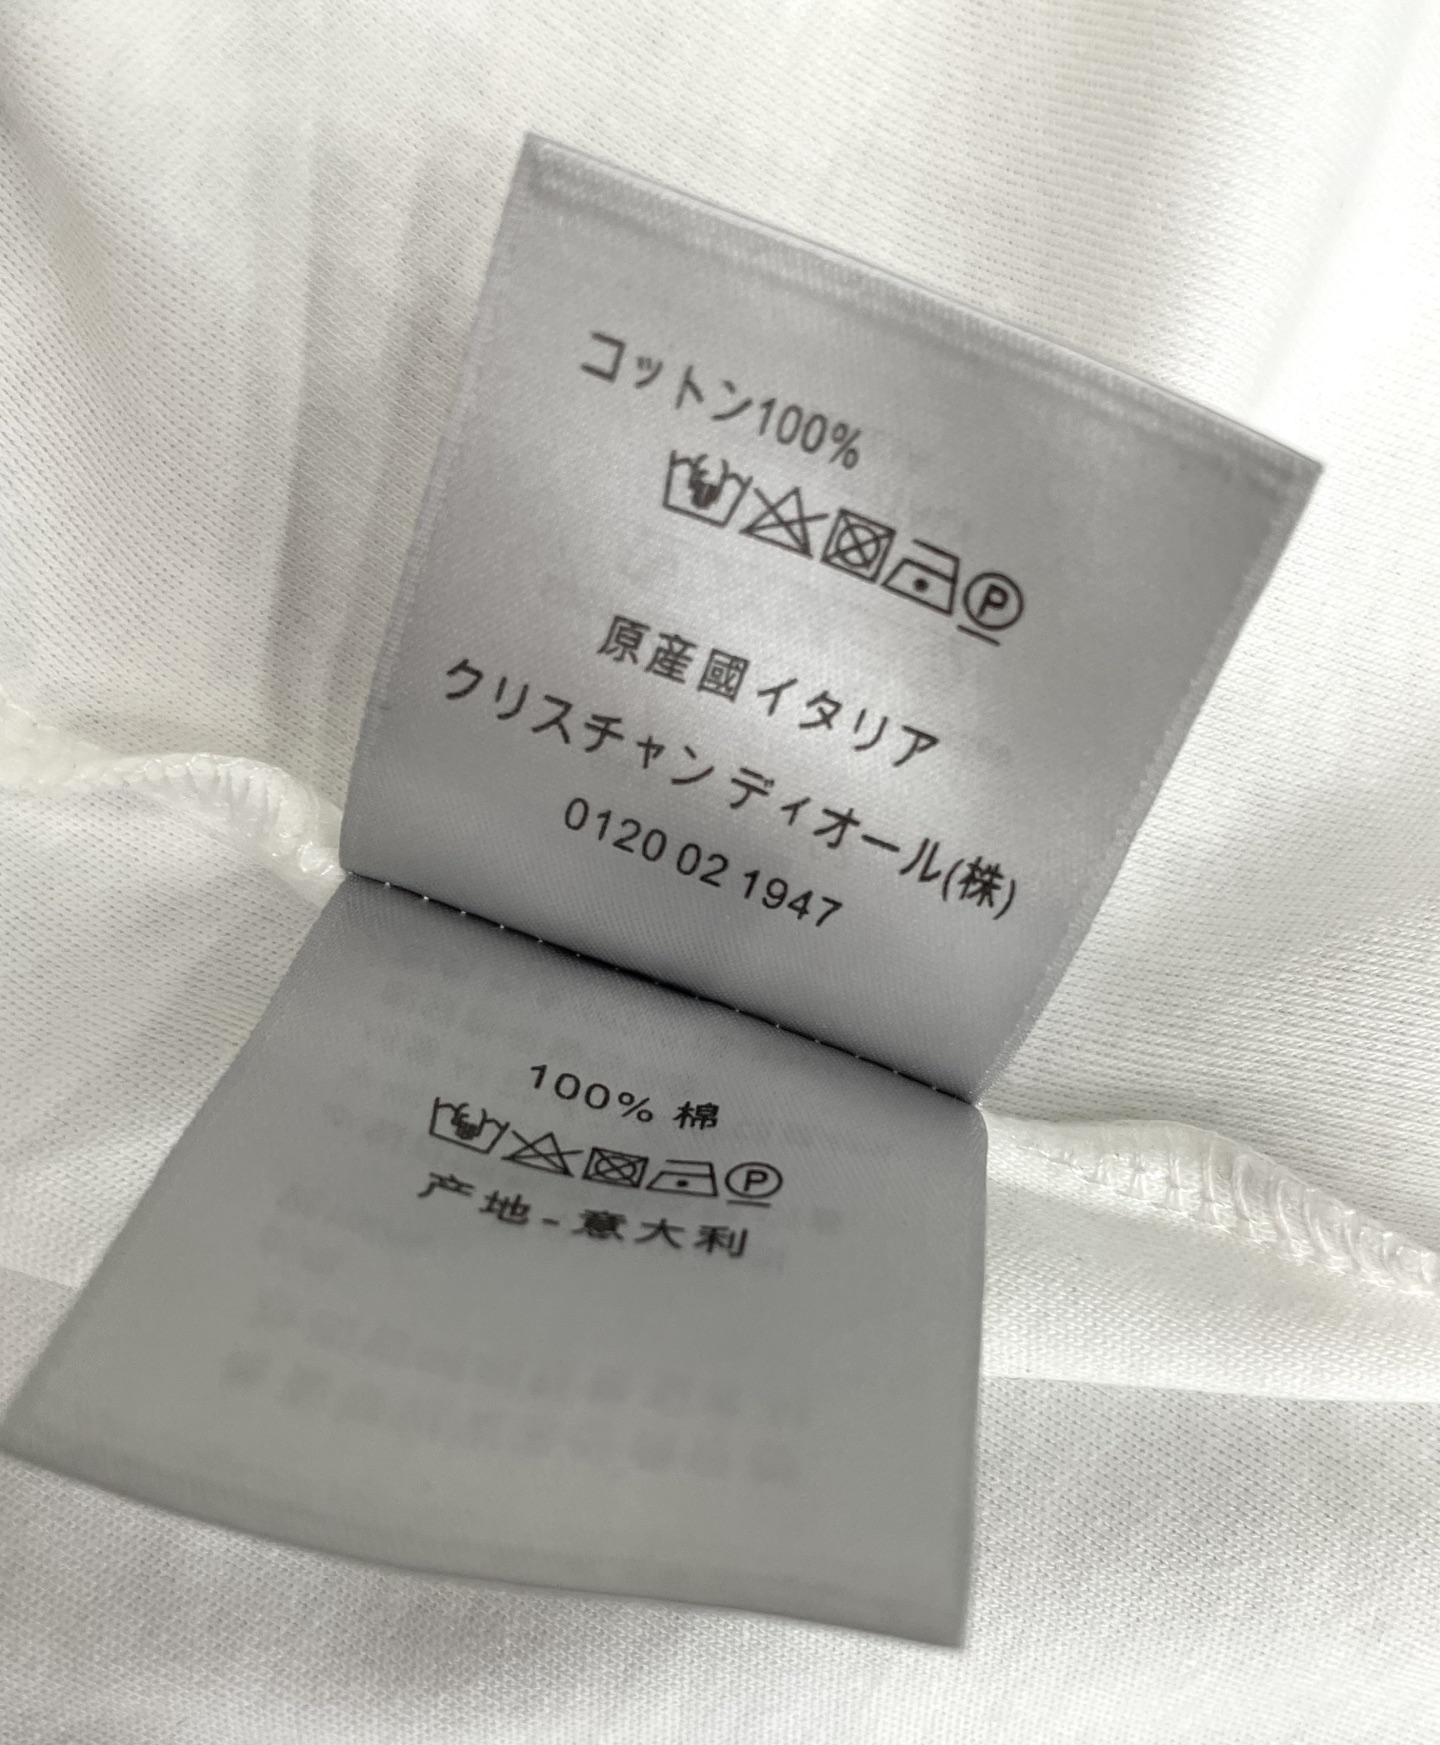 コットン100%
P
原産國イタリア
クリスチャン ディオール(株)
0120 02 1947
100% 棉
P
产地-意大利